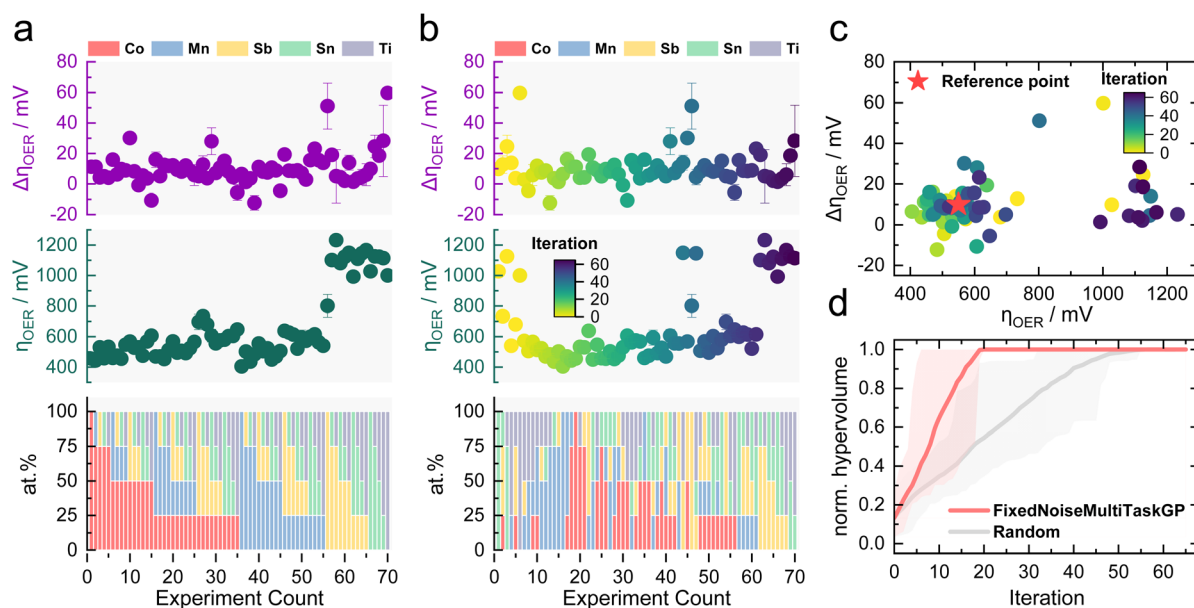 a
Co Mn Sb Sn Ti
Δη_OER / mV
80
60
40
20
0
-20
η_OER / mV
1200
1000
800
600
400
at.%
100
75
50
25
0
0 10 20 30 40 50 60 70
Experiment Count
b
Co Mn Sb Sn Ti
Δη_OER / mV
80
60
40
20
0
-20
η_OER / mV
1200
1000
800
600
400
Iteration
60
40
20
0
at.%
100
75
50
25
0
0 10 20 30 40 50 60 70
Experiment Count
c
Δη_OER / mV
80
60
40
20
0
-20
Reference point
Iteration
60
40
20
0
400 600 800 1000 1200
η_OER / mV
d
norm. hypervolume
1.0
0.8
0.6
0.4
0.2
0.0
FixedNoiseMultiTaskGP
Random
0 10 20 30 40 50 60
Iteration